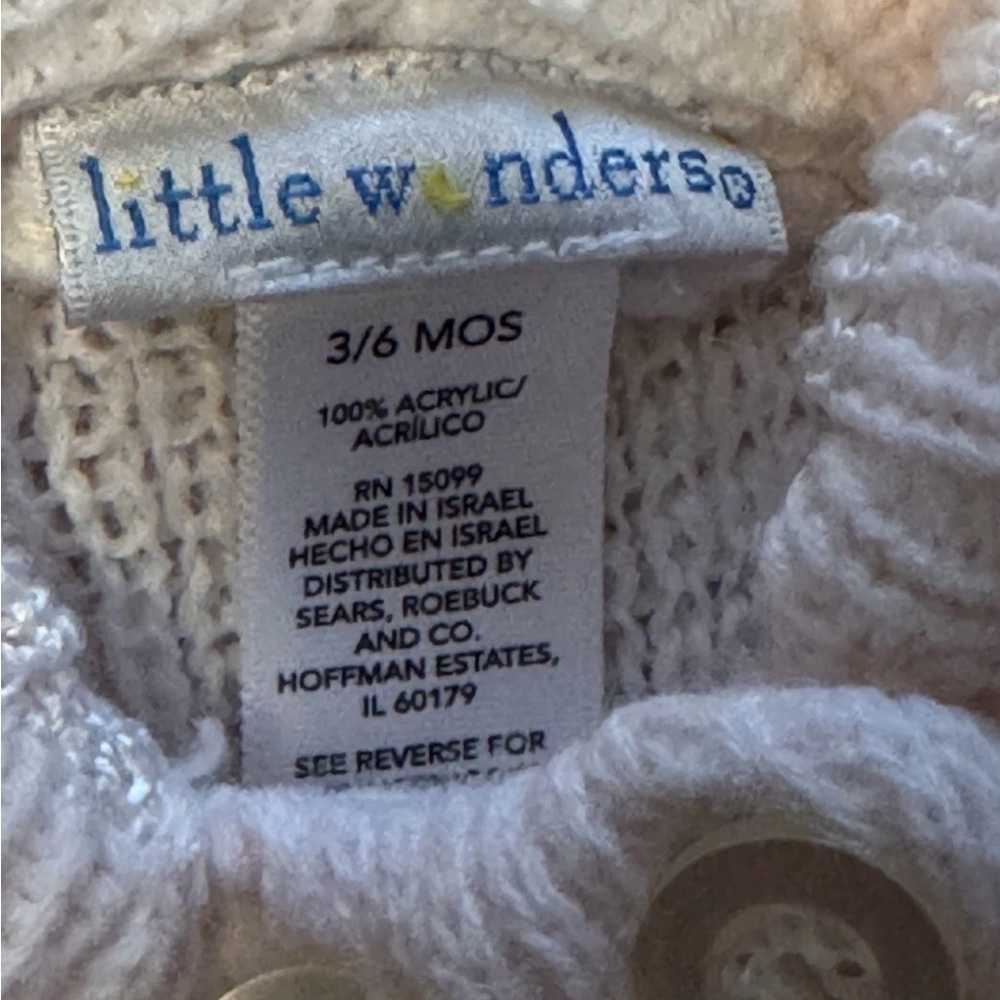 little wonders®
3/6 MOS
100% ACRYLIC/
ACRÍLICO
RN 15099
MADE IN ISRAEL
HECHO EN ISRAEL
DISTRIBUTED BY
SEARS, ROEBUCK
AND CO.
HOFFMAN ESTATES,
IL 60179
SEE REVERSE FOR